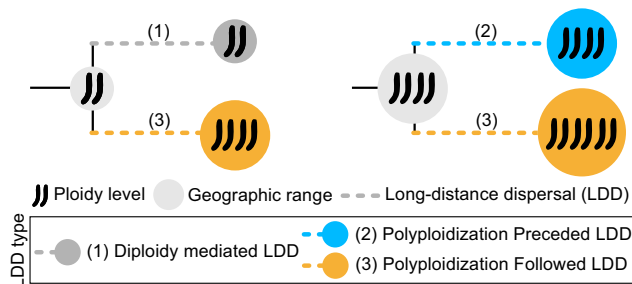 (1)
(2)
(3)
(3)
Ploidy level
Geographic range
Long-distance dispersal (LDD)
LDD type
(1) Diploidy mediated LDD
(2) Polyploidization Preceded LDD
(3) Polyploidization Followed LDD